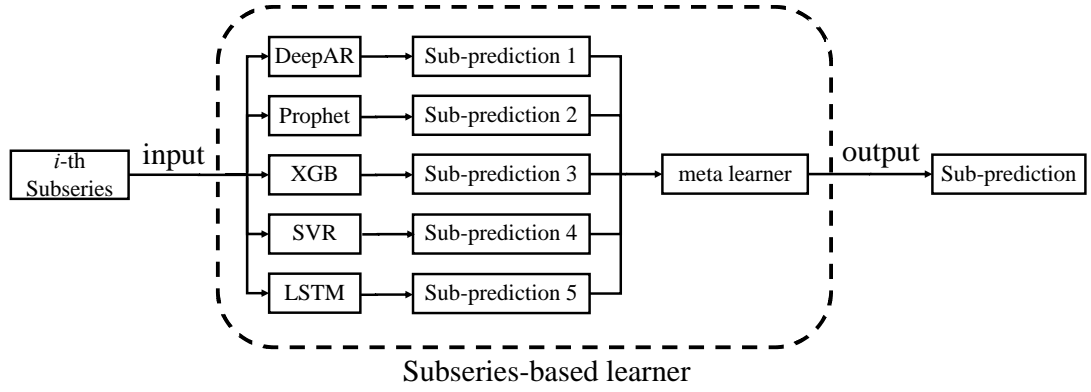 DeepAR
Sub-prediction 1
Prophet
Sub-prediction 2
i-th
Subseries
input
XGB
Sub-prediction 3
meta learner
output
Sub-prediction
SVR
Sub-prediction 4
LSTM
Sub-prediction 5
Subseries-based learner